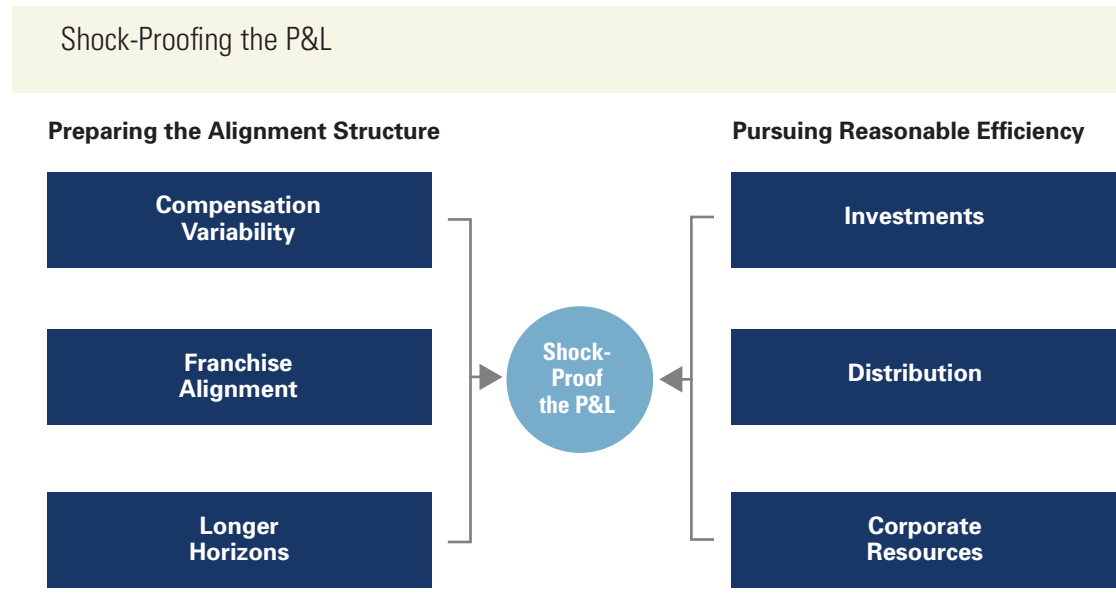 Shock-Proofing the P&L
Preparing the Alignment Structure
Compensation
Variability
Franchise
Alignment
Longer
Horizons
Shock-
Proof
the P&L
Pursuing Reasonable Efficiency
Investments
Distribution
Corporate
Resources